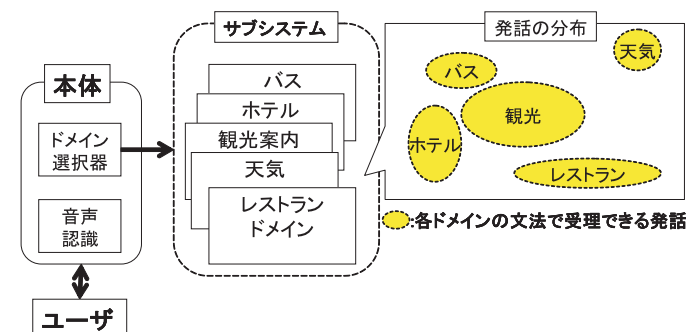 サブシステム
発話の分布
本体
ドメイン
選択器
音声
認識
ユーザ
バス
ホテル
観光案内
天気
レストラン
ドメイン
天気
バス
観光
ホテル
レストラン
:各ドメインの文法で受理できる発話